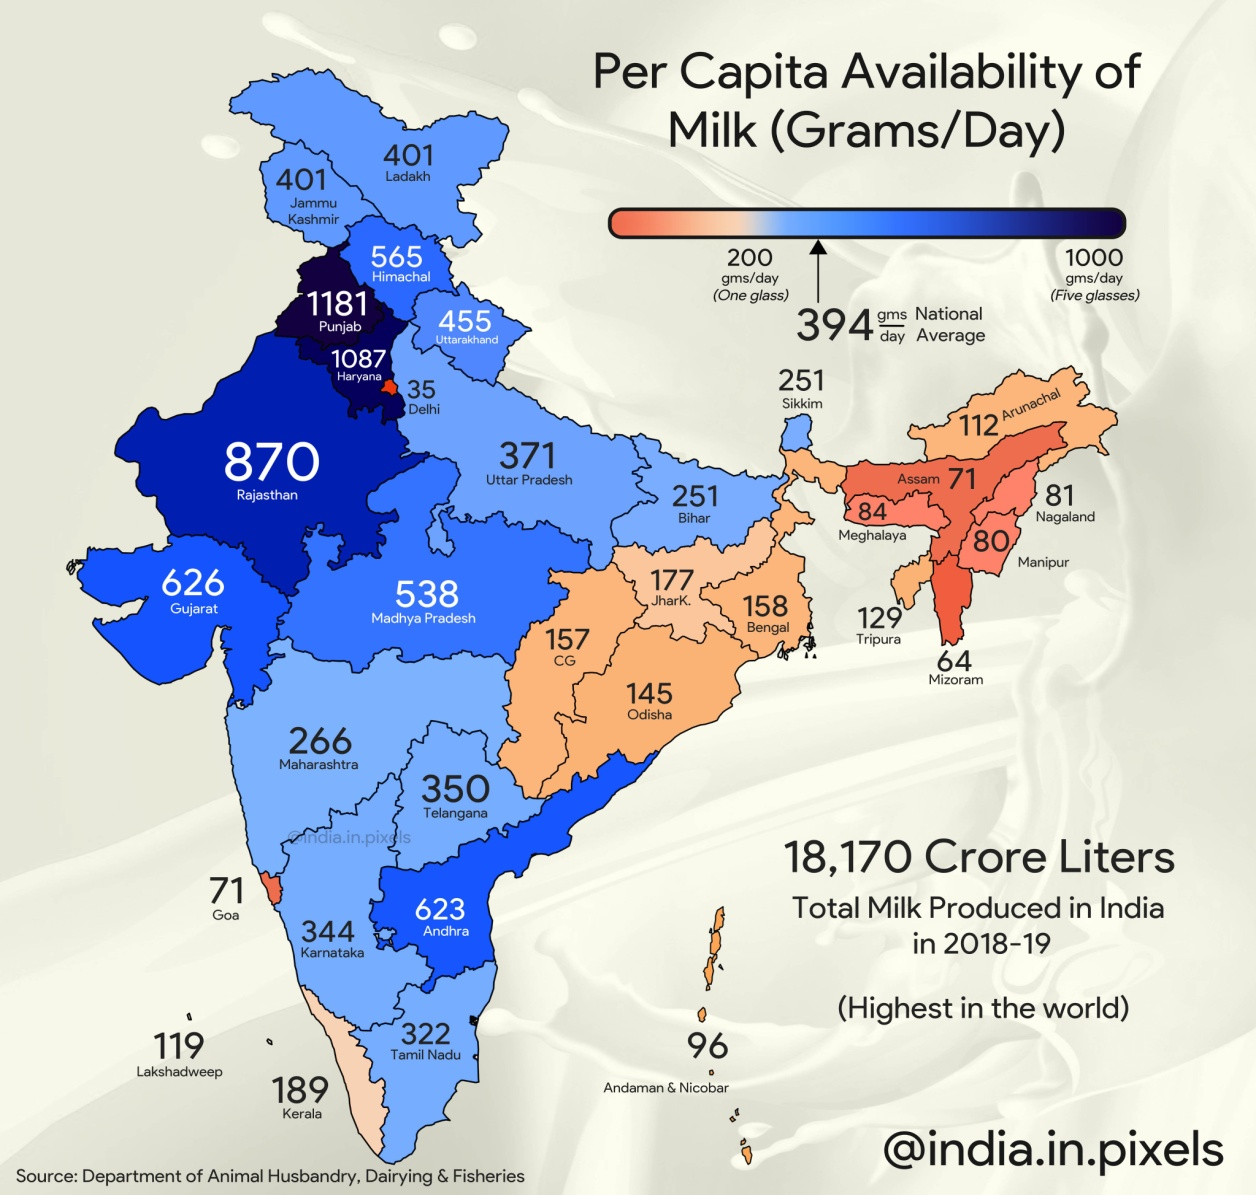 Per Capita Availability of
Milk (Grams/Day)
200
gms/day
(One glass)
1000
gms/day
(Five glasses)
394 gms/day National
Average
401
Ladakh
401
Jammu
Kashmir
565
Himachal
1181
Punjab
455
Uttarakhand
1087
Haryana
35
Delhi
870
Rajasthan
371
Uttar Pradesh
251
Sikkim
251
Bihar
112 Arunachal
Assam 71
81
Nagaland
84
Meghalaya
80
Manipur
129
Tripura
64
Mizoram
626
Gujarat
538
Madhya Pradesh
177
JharK.
158
Bengal
157
CG
145
Odisha
266
Maharashtra
350
Telangana
@india.in.pixels
71
Goa
623
Andhra
344
Karnataka
322
Tamil Nadu
119
Lakshadweep
189
Kerala
96
Andaman & Nicobar
18,170 Crore Liters
Total Milk Produced in India
in 2018-19
(Highest in the world)
@india.in.pixels
Source: Department of Animal Husbandry, Dairying & Fisheries